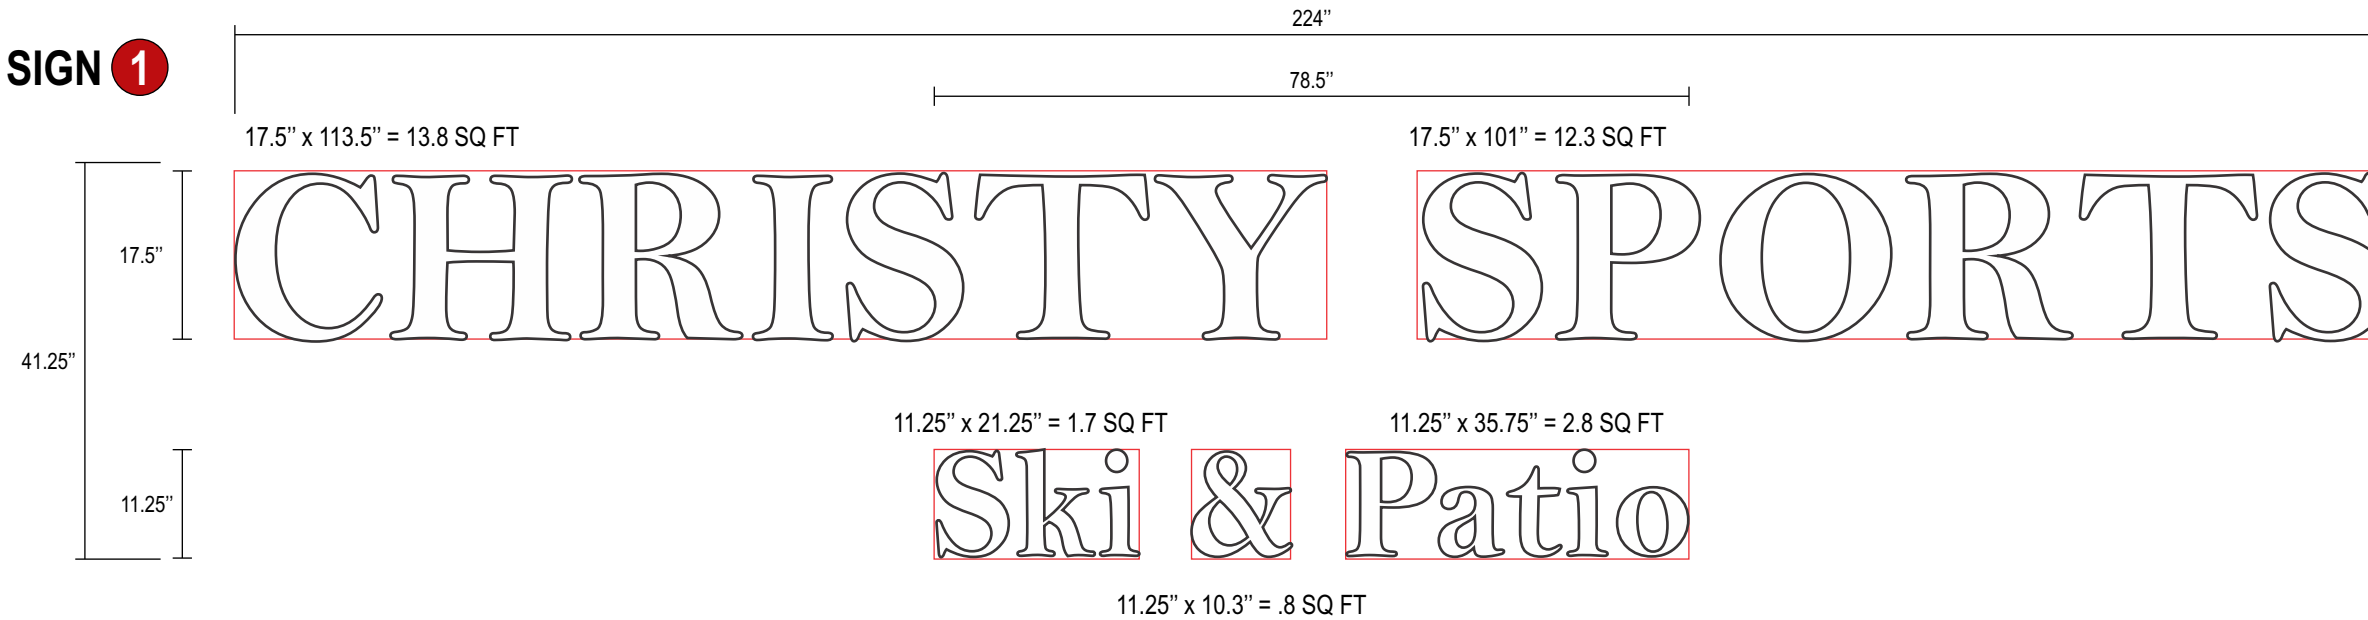 224’’
SIGN 1
78.5’’
17.5’’ x 113.5’’ = 13.8 SQ FT
17.5’’ x 101’’ = 12.3 SQ FT
CHRISTY SPORTS
17.5’’
41.25’’
11.25’’ x 21.25’’ = 1.7 SQ FT
11.25’’ x 35.75’’ = 2.8 SQ FT
Ski & Patio
11.25’’
11.25’’ x 10.3’’ = .8 SQ FT